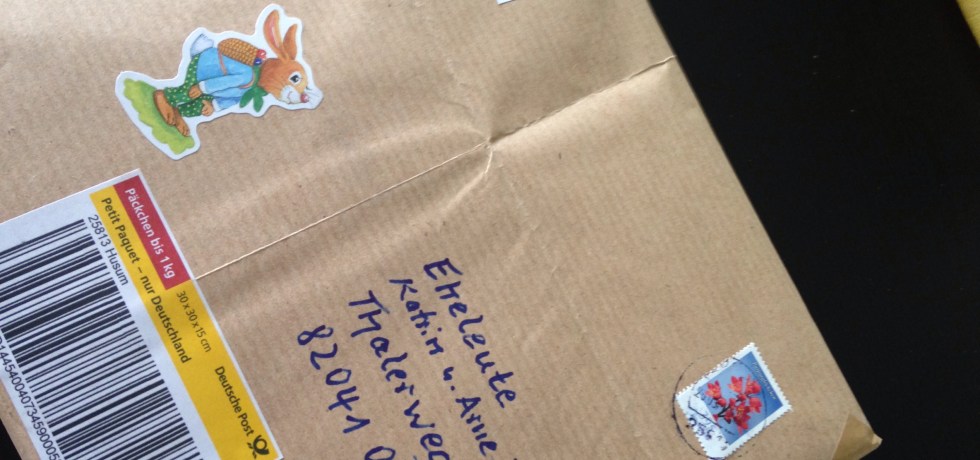 Päckchen bis 1 kg
Petit Paquet – nur Deutschland
30 x 30 x 15 cm
25813 Husum
Deutsche Post
Eheleute
Katrin u. Arne
Thalerweg
82041